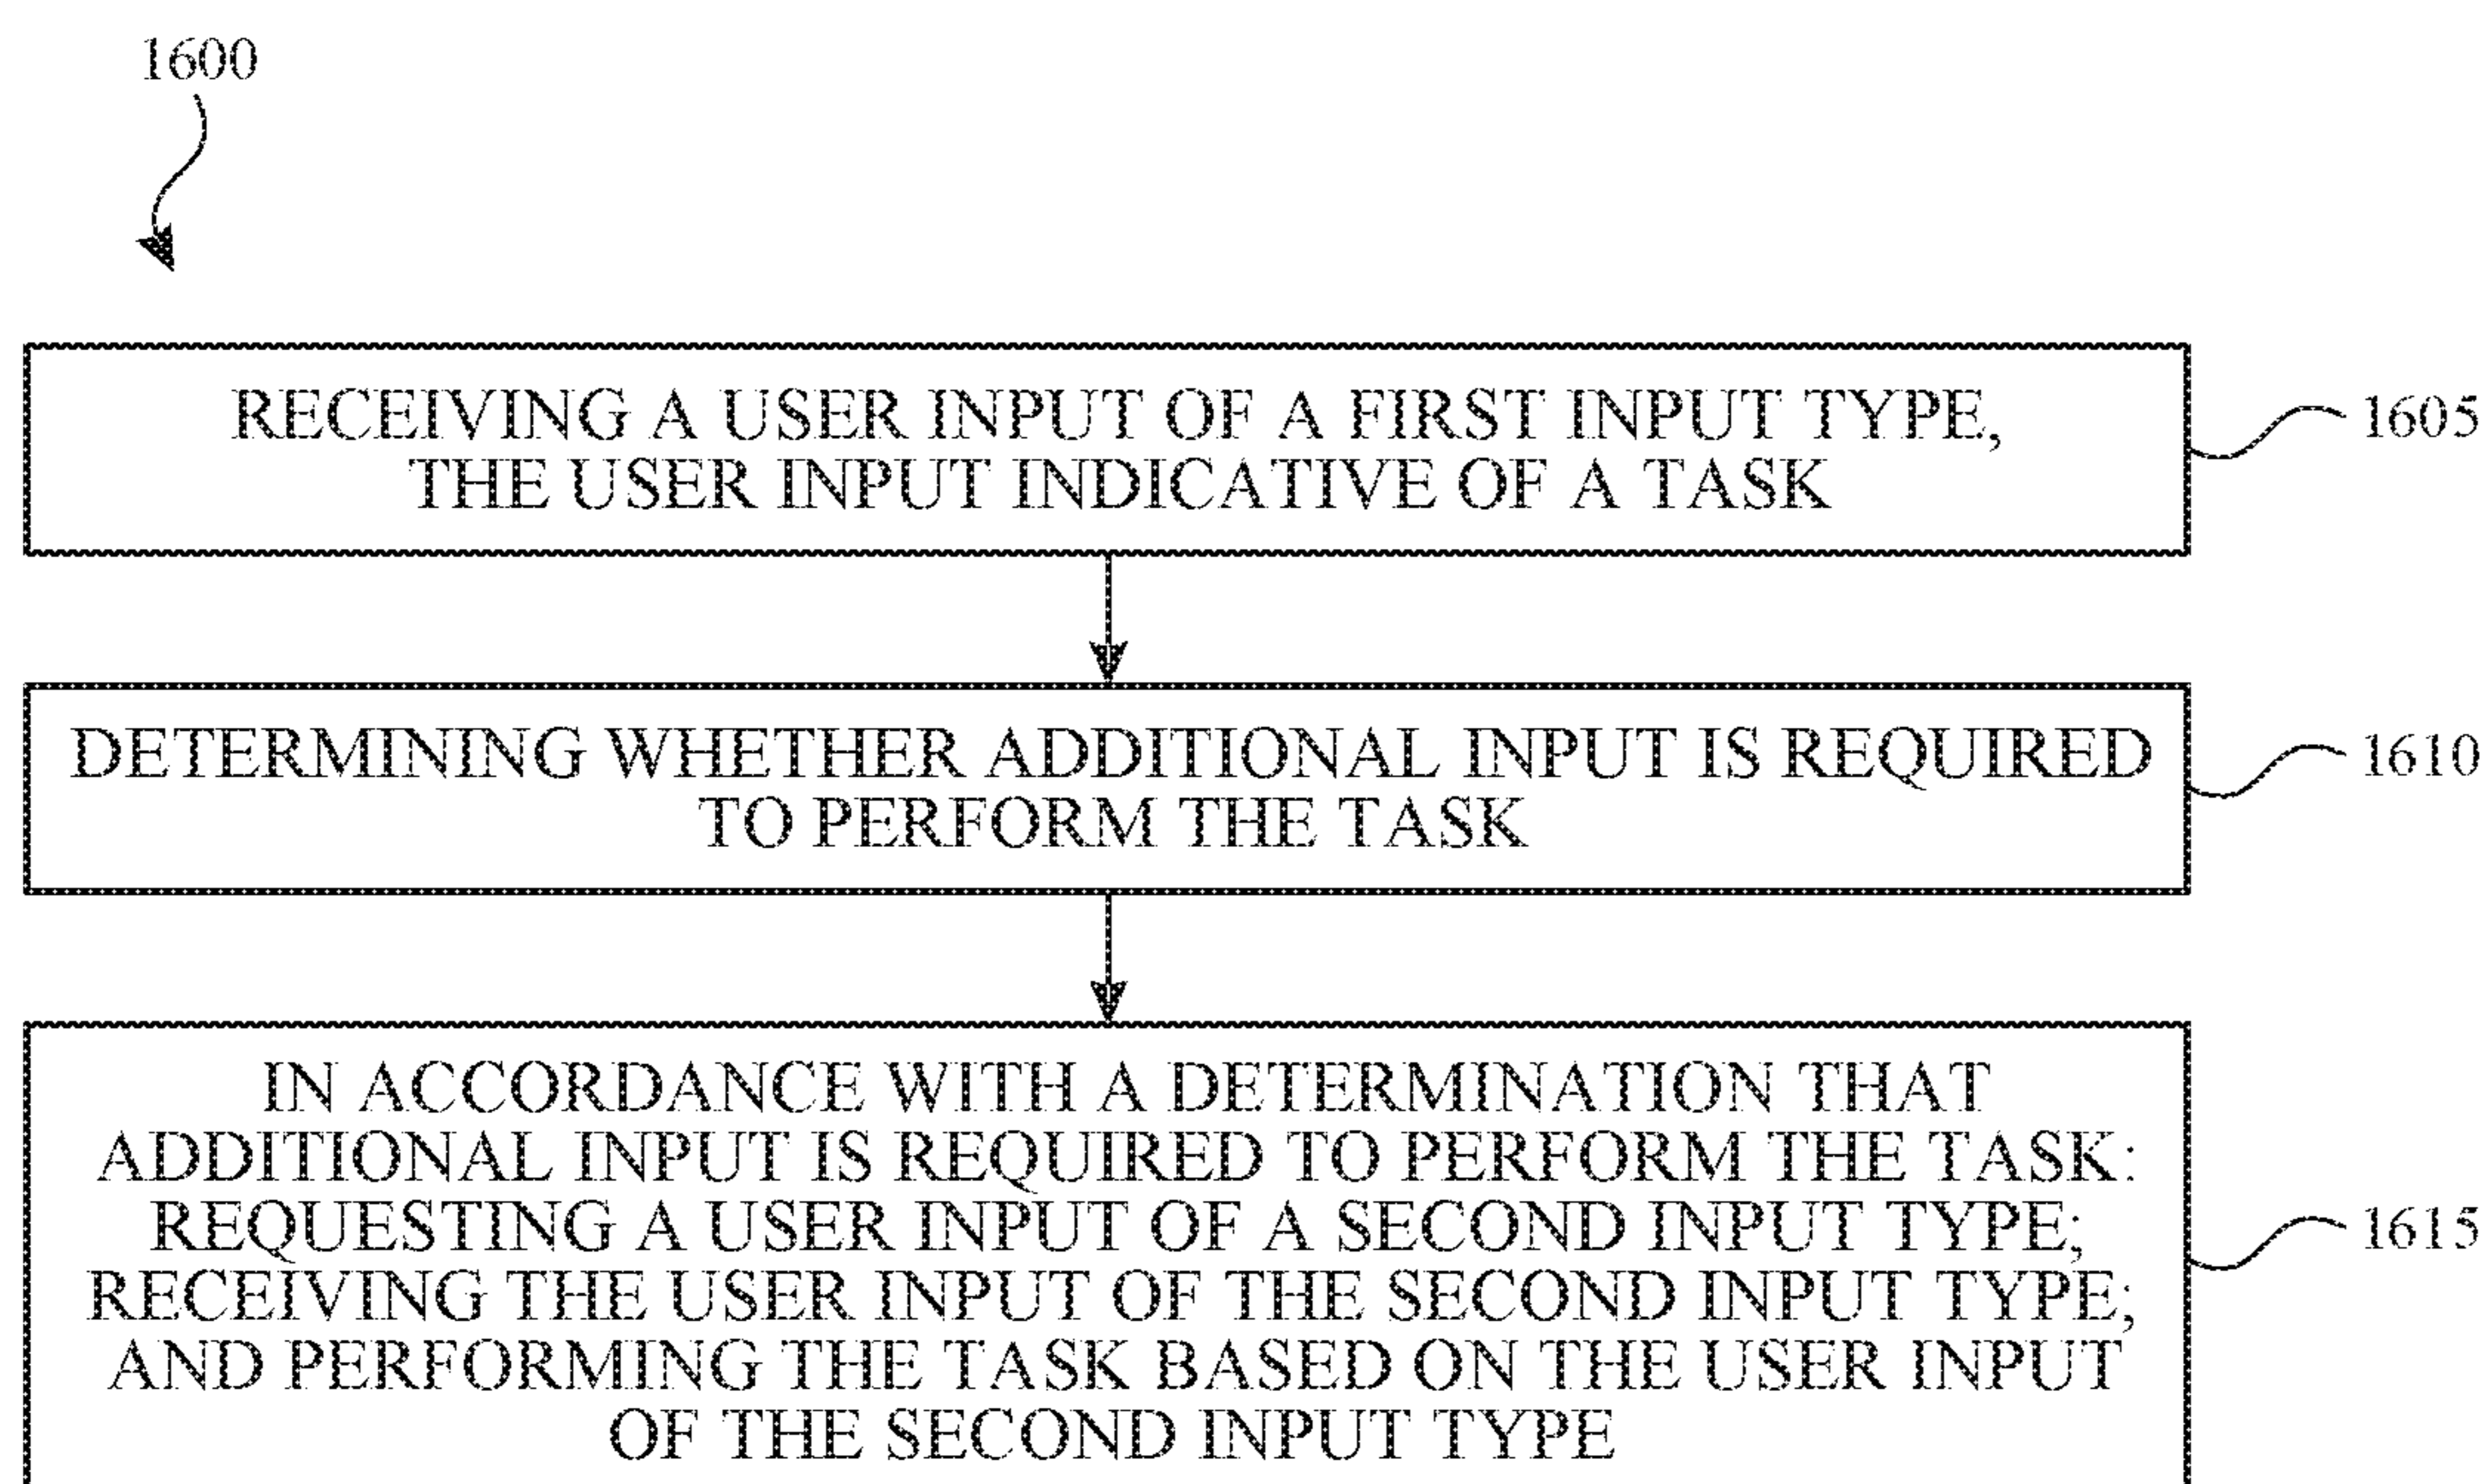 1600
RECEIVING A USER INPUT OF A FIRST INPUT TYPE,
THE USER INPUT INDICATIVE OF A TASK
1605
DETERMINING WHETHER ADDITIONAL INPUT IS REQUIRED
TO PERFORM THE TASK
1610
IN ACCORDANCE WITH A DETERMINATION THAT
ADDITIONAL INPUT IS REQUIRED TO PERFORM THE TASK:
REQUESTING A USER INPUT OF A SECOND INPUT TYPE;
RECEIVING THE USER INPUT OF THE SECOND INPUT TYPE;
AND PERFORMING THE TASK BASED ON THE USER INPUT
OF THE SECOND INPUT TYPE
1615